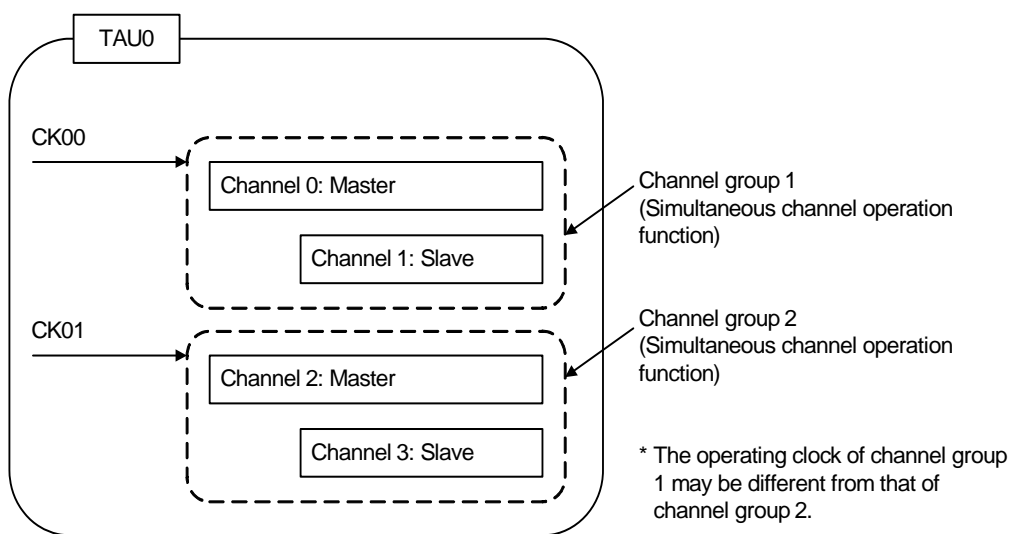 TAU0
CK00
Channel 0: Master
Channel 1: Slave
Channel group 1
(Simultaneous channel operation
function)
CK01
Channel 2: Master
Channel 3: Slave
Channel group 2
(Simultaneous channel operation
function)
* The operating clock of channel group
1 may be different from that of
channel group 2.